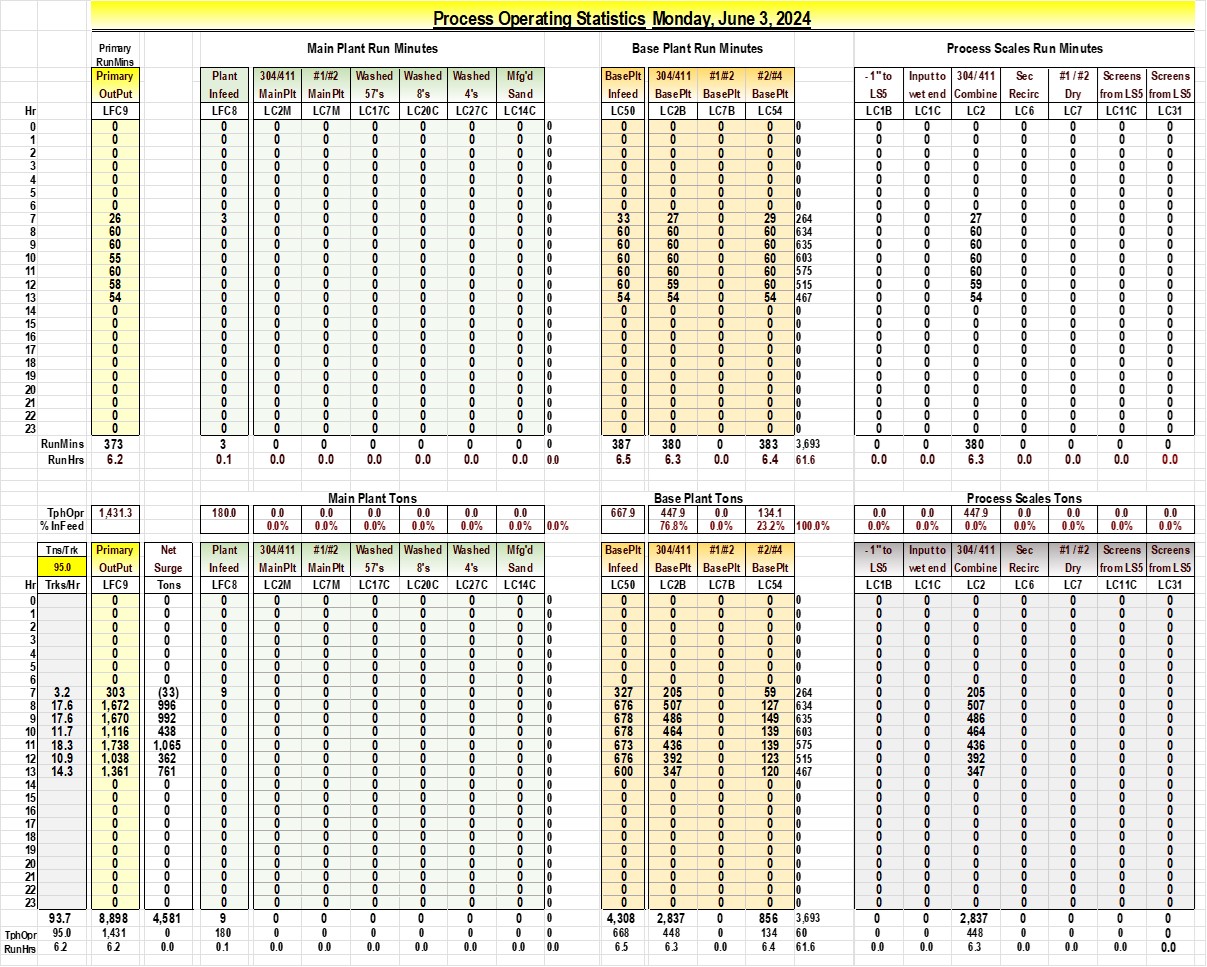 Process Operating Statistics Monday, June 3, 2024
Primary Main Plant Run Minutes Base Plant Run Minutes Process Scales Run Minutes
RunMins
Primary Plant 304/411 #1/#2 Washed Washed Washed Mfg'd BasePlt 304/411 #1/#2 #2/#4 - 1" to Input to 304/ 411 Sec #1 / #2 Screens Screens
OutPut Infeed MainPlt MainPlt 57's 8's 4's Sand Infeed BasePlt BasePlt BasePlt LS5 wet end Combine Recirc Dry from LS5 from LS5
Hr LFC9 LFC8 LC2M LC7M LC17C LC20C LC27C LC14C LC50 LC2B LC7B LC54 LC1B LC1C LC2 LC6 LC7 LC11C LC31
0 0 0 0 0 0 0 0 0 0 0 0 0 0 0 0 0 0 0 0 0 0
1 0 0 0 0 0 0 0 0 0 0 0 0 0 0 0 0 0 0 0 0 0
2 0 0 0 0 0 0 0 0 0 0 0 0 0 0 0 0 0 0 0 0 0
3 0 0 0 0 0 0 0 0 0 0 0 0 0 0 0 0 0 0 0 0 0
4 0 0 0 0 0 0 0 0 0 0 0 0 0 0 0 0 0 0 0 0 0
5 0 0 0 0 0 0 0 0 0 0 0 0 0 0 0 0 0 0 0 0 0
6 0 0 0 0 0 0 0 0 0 0 0 0 0 0 0 0 0 0 0 0 0
7 26 3 0 0 0 0 0 0 0 33 27 0 29 264 0 0 27 0 0 0 0
8 60 0 0 0 0 0 0 0 0 60 60 0 60 634 0 0 60 0 0 0 0
9 60 0 0 0 0 0 0 0 0 60 60 0 60 635 0 0 60 0 0 0 0
10 55 0 0 0 0 0 0 0 0 60 60 0 60 603 0 0 60 0 0 0 0
11 60 0 0 0 0 0 0 0 0 60 60 0 60 575 0 0 60 0 0 0 0
12 58 0 0 0 0 0 0 0 0 60 59 0 60 515 0 0 59 0 0 0 0
13 54 0 0 0 0 0 0 0 0 54 54 0 54 467 0 0 54 0 0 0 0
14 0 0 0 0 0 0 0 0 0 0 0 0 0 0 0 0 0 0 0 0 0
15 0 0 0 0 0 0 0 0 0 0 0 0 0 0 0 0 0 0 0 0 0
16 0 0 0 0 0 0 0 0 0 0 0 0 0 0 0 0 0 0 0 0 0
17 0 0 0 0 0 0 0 0 0 0 0 0 0 0 0 0 0 0 0 0 0
18 0 0 0 0 0 0 0 0 0 0 0 0 0 0 0 0 0 0 0 0 0
19 0 0 0 0 0 0 0 0 0 0 0 0 0 0 0 0 0 0 0 0 0
20 0 0 0 0 0 0 0 0 0 0 0 0 0 0 0 0 0 0 0 0 0
21 0 0 0 0 0 0 0 0 0 0 0 0 0 0 0 0 0 0 0 0 0
22 0 0 0 0 0 0 0 0 0 0 0 0 0 0 0 0 0 0 0 0 0
23 0 0 0 0 0 0 0 0 0 0 0 0 0 0 0 0 0 0 0 0 0
RunMins 373 3 0 0 0 0 0 0 0 387 380 0 383 3,693 0 0 380 0 0 0 0
RunHrs 6.2 0.1 0.0 0.0 0.0 0.0 0.0 0.0 0.0 6.5 6.3 0.0 6.4 61.6 0.0 0.0 6.3 0.0 0.0 0.0 0.0
Main Plant Tons Base Plant Tons Process Scales Tons
TphOpr 1,431.3 180.0 0.0 0.0 0.0 0.0 0.0 0.0 667.9 447.9 0.0 134.1 0.0 0.0 447.9 0.0 0.0 0.0 0.0
% InFeed 0.0% 0.0% 0.0% 0.0% 0.0% 0.0% 0.0% 76.8% 0.0% 23.2% 100.0% 0.0% 0.0% 0.0% 0.0% 0.0% 0.0% 0.0%
Tns/Trk Primary Net Plant 304/411 #1/#2 Washed Washed Washed Mfg'd BasePlt 304/411 #1/#2 #2/#4 - 1" to Input to 304/ 411 Sec #1 / #2 Screens Screens
95.0 OutPut Surge Infeed MainPlt MainPlt 57's 8's 4's Sand Infeed BasePlt BasePlt BasePlt LS5 wet end Combine Recirc Dry from LS5 from LS5
Hr Trks/Hr LFC9 Tons LFC8 LC2M LC7M LC17C LC20C LC27C LC14C LC50 LC2B LC7B LC54 LC1B LC1C LC2 LC6 LC7 LC11C LC31
0 0 0 0 0 0 0 0 0 0 0 0 0 0 0 0 0 0 0 0 0 0 0
1 0 0 0 0 0 0 0 0 0 0 0 0 0 0 0 0 0 0 0 0 0 0
2 0 0 0 0 0 0 0 0 0 0 0 0 0 0 0 0 0 0 0 0 0 0
3 0 0 0 0 0 0 0 0 0 0 0 0 0 0 0 0 0 0 0 0 0 0
4 0 0 0 0 0 0 0 0 0 0 0 0 0 0 0 0 0 0 0 0 0 0
5 0 0 0 0 0 0 0 0 0 0 0 0 0 0 0 0 0 0 0 0 0 0
6 0 0 0 0 0 0 0 0 0 0 0 0 0 0 0 0 0 0 0 0 0 0
7 3.2 303 (33) 9 0 0 0 0 0 0 0 327 205 0 59 264 0 0 205 0 0 0 0
8 17.6 1,672 996 0 0 0 0 0 0 0 0 676 507 0 127 634 0 0 507 0 0 0 0
9 17.6 1,670 992 0 0 0 0 0 0 0 0 678 486 0 149 635 0 0 486 0 0 0 0
10 11.7 1,116 438 0 0 0 0 0 0 0 0 678 464 0 139 603 0 0 464 0 0 0 0
11 18.3 1,738 1,065 0 0 0 0 0 0 0 0 673 436 0 139 575 0 0 436 0 0 0 0
12 10.9 1,038 362 0 0 0 0 0 0 0 0 676 392 0 123 515 0 0 392 0 0 0 0
13 14.3 1,361 761 0 0 0 0 0 0 0 0 600 347 0 120 467 0 0 347 0 0 0 0
14 0 0 0 0 0 0 0 0 0 0 0 0 0 0 0 0 0 0 0 0 0 0
15 0 0 0 0 0 0 0 0 0 0 0 0 0 0 0 0 0 0 0 0 0 0
16 0 0 0 0 0 0 0 0 0 0 0 0 0 0 0 0 0 0 0 0 0 0
17 0 0 0 0 0 0 0 0 0 0 0 0 0 0 0 0 0 0 0 0 0 0
18 0 0 0 0 0 0 0 0 0 0 0 0 0 0 0 0 0 0 0 0 0 0
19 0 0 0 0 0 0 0 0 0 0 0 0 0 0 0 0 0 0 0 0 0 0
20 0 0 0 0 0 0 0 0 0 0 0 0 0 0 0 0 0 0 0 0 0 0
21 0 0 0 0 0 0 0 0 0 0 0 0 0 0 0 0 0 0 0 0 0 0
22 0 0 0 0 0 0 0 0 0 0 0 0 0 0 0 0 0 0 0 0 0 0
23 0 0 0 0 0 0 0 0 0 0 0 0 0 0 0 0 0 0 0 0 0 0
93.7 8,898 4,581 9 0 0 0 0 0 0 0 4,308 2,837 0 856 3,693 0 0 2,837 0 0 0 0
TphOpr 95.0 1,431 0 180 0 0 0 0 0 0 0 668 448 0 134 60 0 0 448 0 0 0 0
RunHrs 6.2 6.2 0.0 0.1 0.0 0.0 0.0 0.0 0.0 0.0 0.0 6.5 6.3 0.0 6.4 61.6 0.0 0.0 6.3 0.0 0.0 0.0 0.0